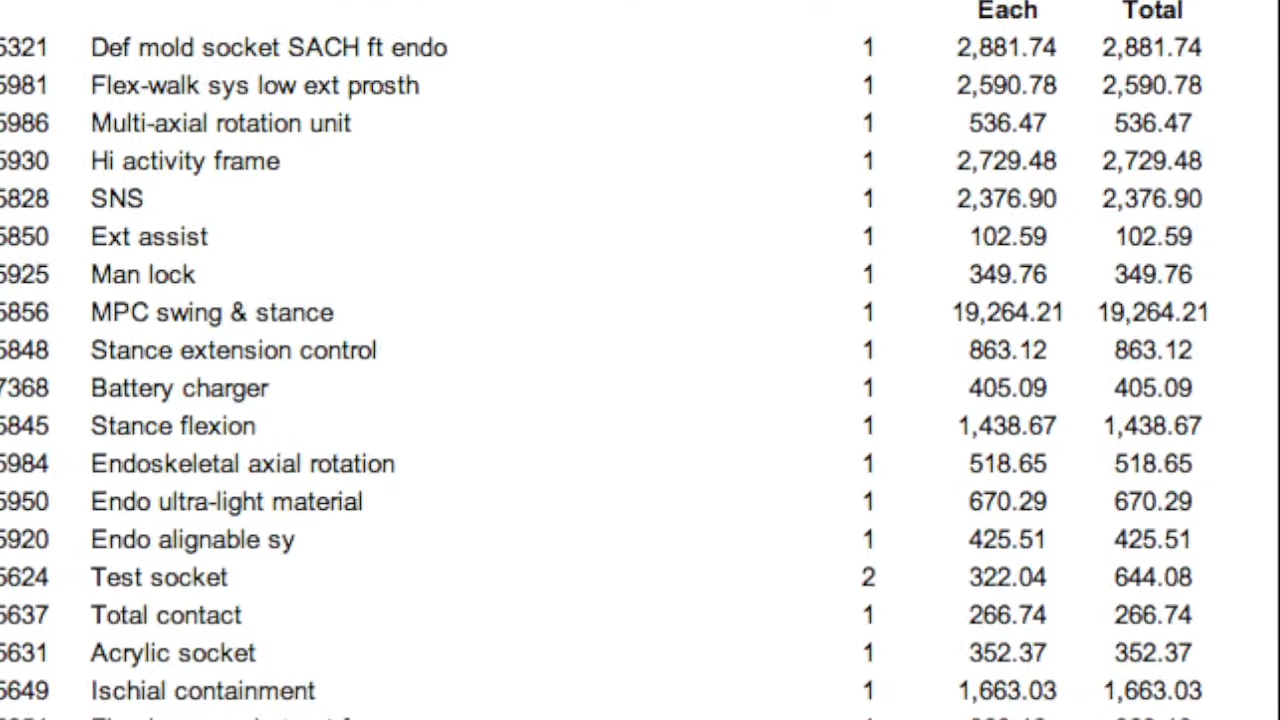 Each Total
5321 Def mold socket SACH ft endo 1 2,881.74 2,881.74
5981 Flex-walk sys low ext prosth 1 2,590.78 2,590.78
5986 Multi-axial rotation unit 1 536.47 536.47
5930 Hi activity frame 1 2,729.48 2,729.48
5828 SNS 1 2,376.90 2,376.90
5850 Ext assist 1 102.59 102.59
5925 Man lock 1 349.76 349.76
5856 MPC swing & stance 1 19,264.21 19,264.21
5848 Stance extension control 1 863.12 863.12
7368 Battery charger 1 405.09 405.09
5845 Stance flexion 1 1,438.67 1,438.67
5984 Endoskeletal axial rotation 1 518.65 518.65
5950 Endo ultra-light material 1 670.29 670.29
5920 Endo alignable sy 1 425.51 425.51
5624 Test socket 2 322.04 644.08
5637 Total contact 1 266.74 266.74
5631 Acrylic socket 1 352.37 352.37
5649 Ischial containment 1 1,663.03 1,663.03